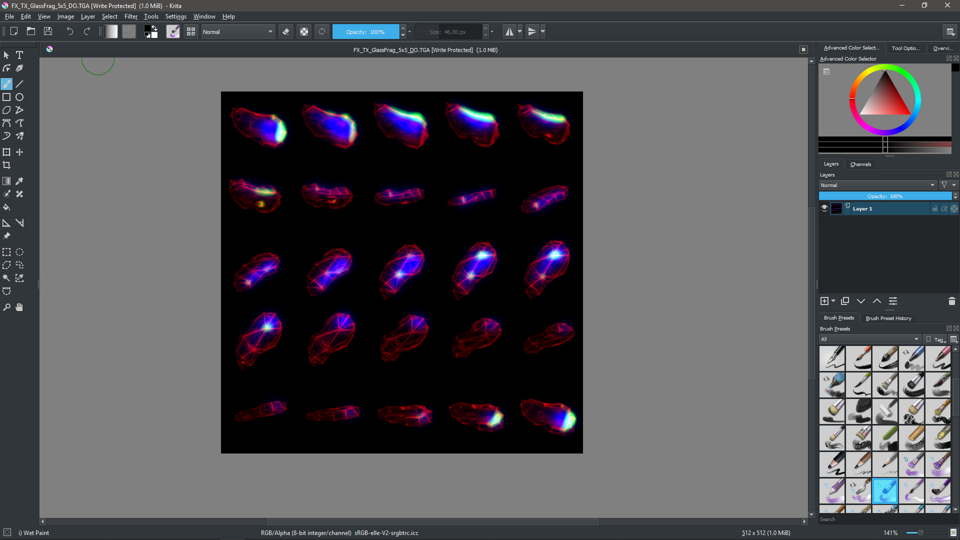 FX_TX_GlassFrag_5x5_DO.TGA [Write Protected] (1.0 MiB) - Krita
File Edit View Image Layer Select Filter Tools Settings Window Help
Normal
Opacity: 100%
Size: 46.00 px
FX_TX_GlassFrag_5x5_DO.TGA [Write Protected] (1.0 MiB)
Advanced Color Select... Tool Optio... Overvi...
Advanced Color Selector
Layers Channels
Layers
Normal
Opacity: 100%
Layer 1
Brush Presets Brush Preset History
Brush Presets
All
Tag
Search
i) Wet Paint
RGB/Alpha (8-bit integer/channel) sRGB-elle-V2-srgbtrc.icc
512 x 512 (1.0 MiB)
141%